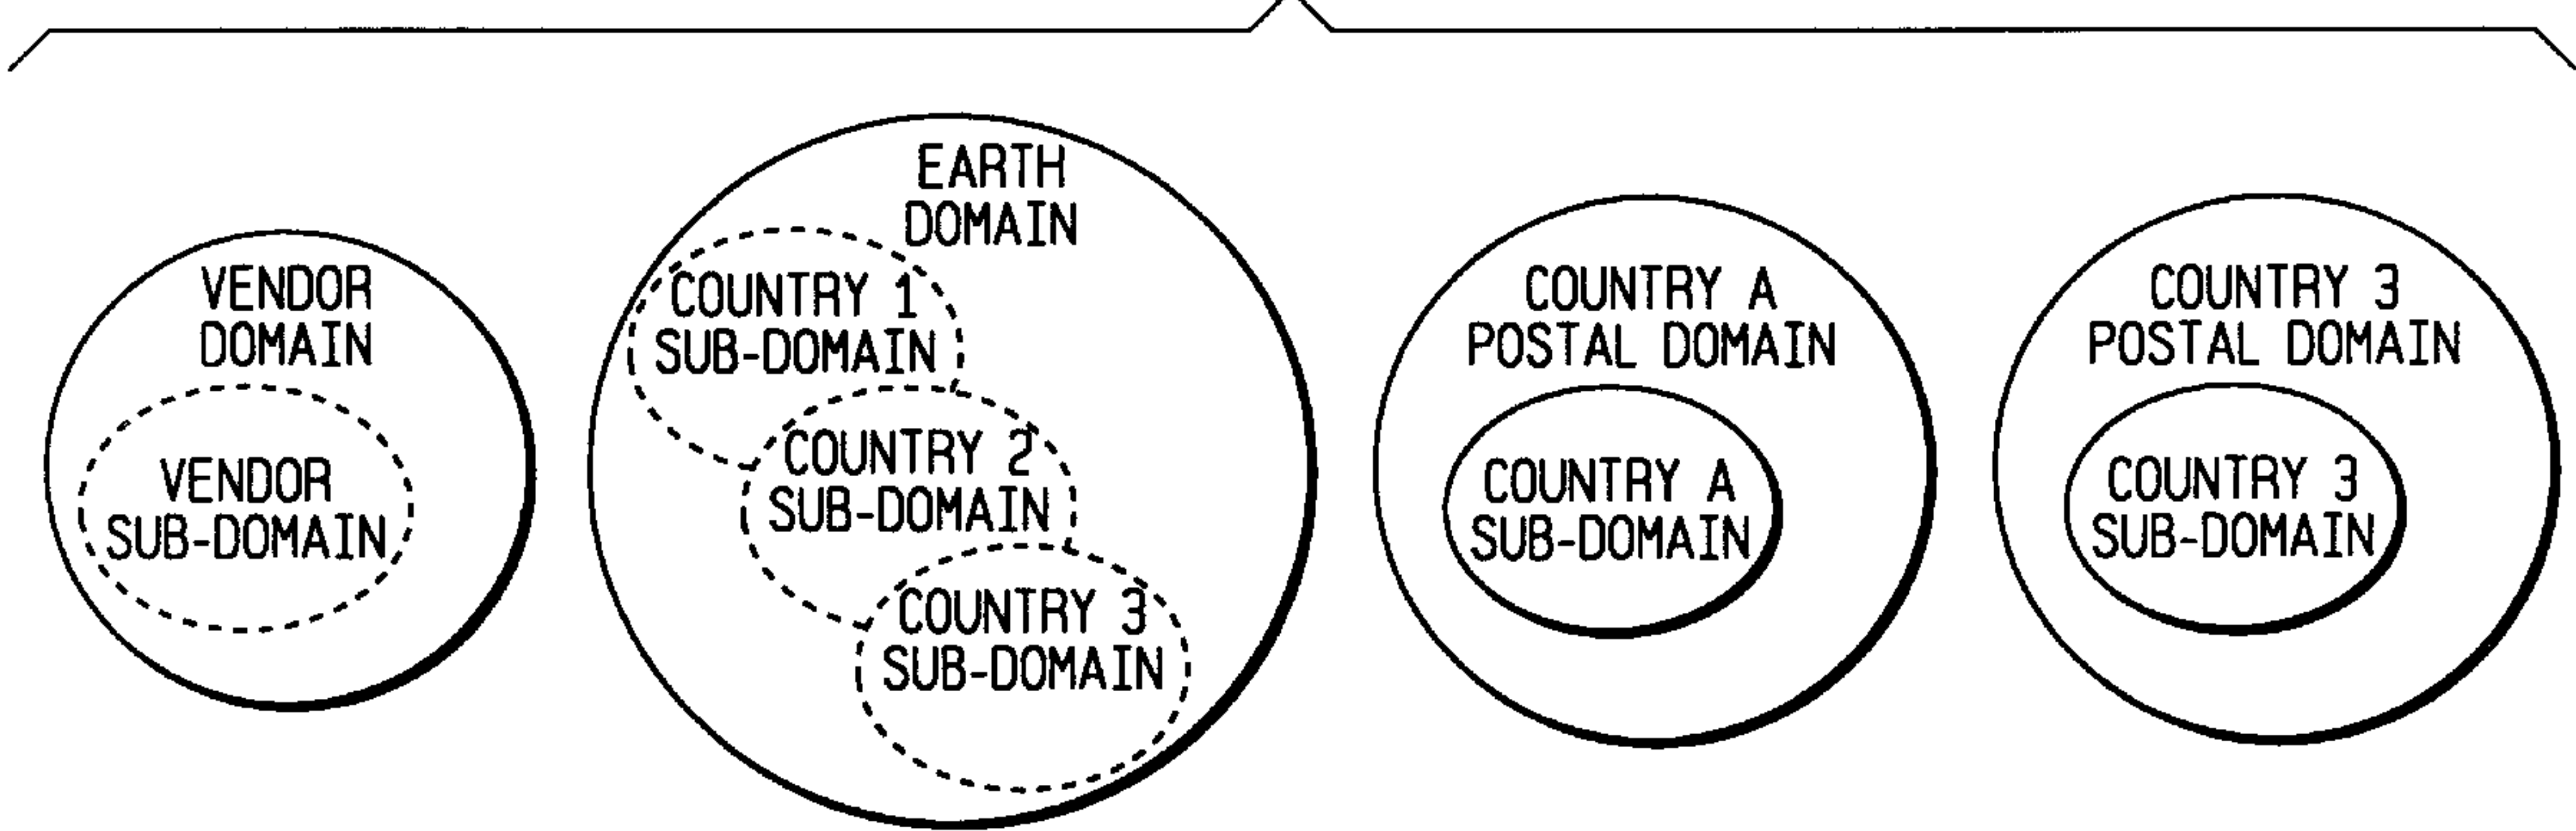 VENDOR
DOMAIN
VENDOR
SUB-DOMAIN
EARTH
DOMAIN
COUNTRY 1
SUB-DOMAIN
COUNTRY 2
SUB-DOMAIN
COUNTRY 3
SUB-DOMAIN
COUNTRY A
POSTAL DOMAIN
COUNTRY A
SUB-DOMAIN
COUNTRY 3
POSTAL DOMAIN
COUNTRY 3
SUB-DOMAIN